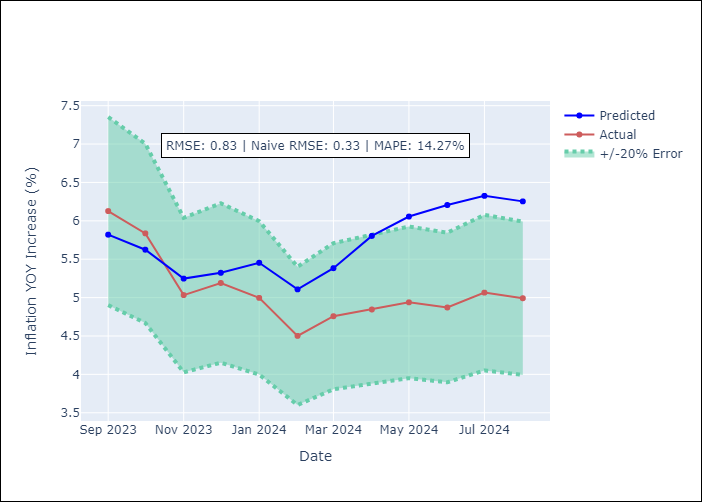 RMSE: 0.83 | Naive RMSE: 0.33 | MAPE: 14.27%
Predicted
Actual
+/-20% Error
Inflation YOY Increase (%)
7.5
7
6.5
6
5.5
5
4.5
4
3.5
Sep 2023
Nov 2023
Jan 2024
Mar 2024
May 2024
Jul 2024
Date